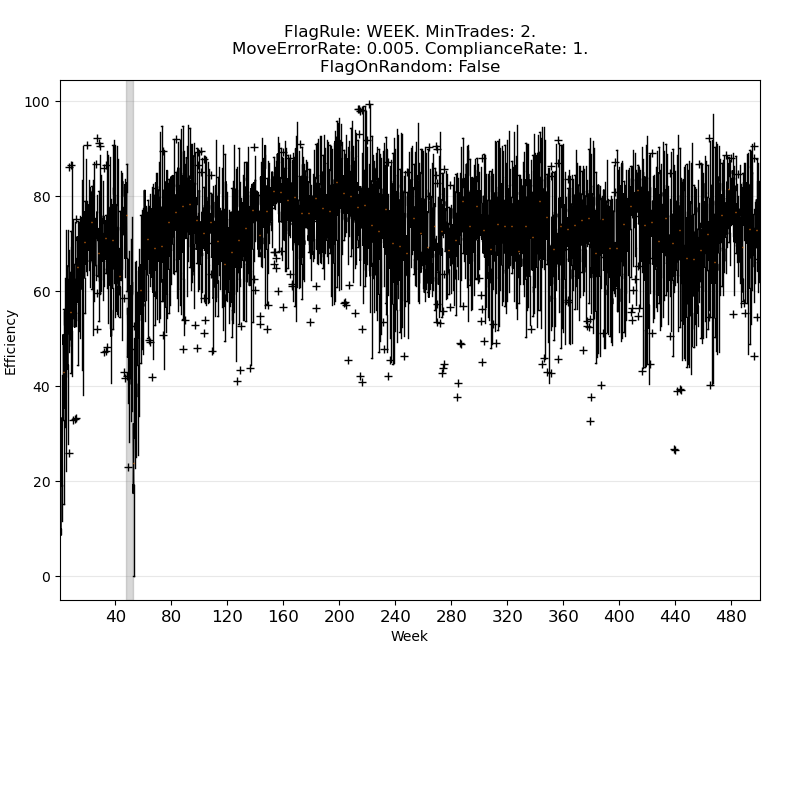 FlagRule: WEEK. MinTrades: 2.
MoveErrorRate: 0.005. ComplianceRate: 1.
FlagOnRandom: False
100
80
60
40
20
0
Efficiency
40 80 120 160 200 240 280 320 360 400 440 480
Week